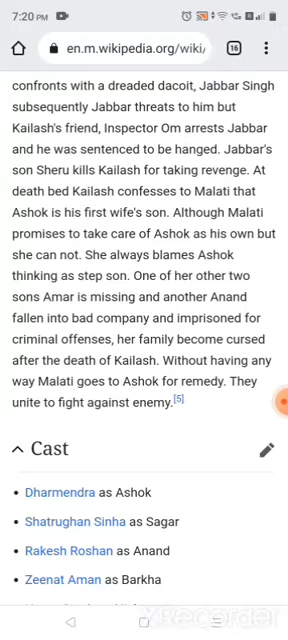 7:20 PM
en.m.wikipedia.org/wiki/
16
confronts with a dreaded dacoit, Jabbar Singh
subsequently Jabbar threats to him but
Kailash's friend, Inspector Om arrests Jabbar
and he was sentenced to be hanged. Jabbar's
son Sheru kills Kailash for taking revenge. At
death bed Kailash confesses to Malati that
Ashok is his first wife's son. Although Malati
promises to take care of Ashok as his own but
she can not. She always blames Ashok
thinking as step son. One of her other two
sons Amar is missing and another Anand
fallen into bad company and imprisoned for
criminal offenses, her family become cursed
after the death of Kailash. Without having any
way Malati goes to Ashok for remedy. They
unite to fight against enemy.[5]
Cast
• Dharmendra as Ashok
• Shatrughan Sinha as Sagar
• Rakesh Roshan as Anand
• Zeenat Aman as Barkha
XRecorder